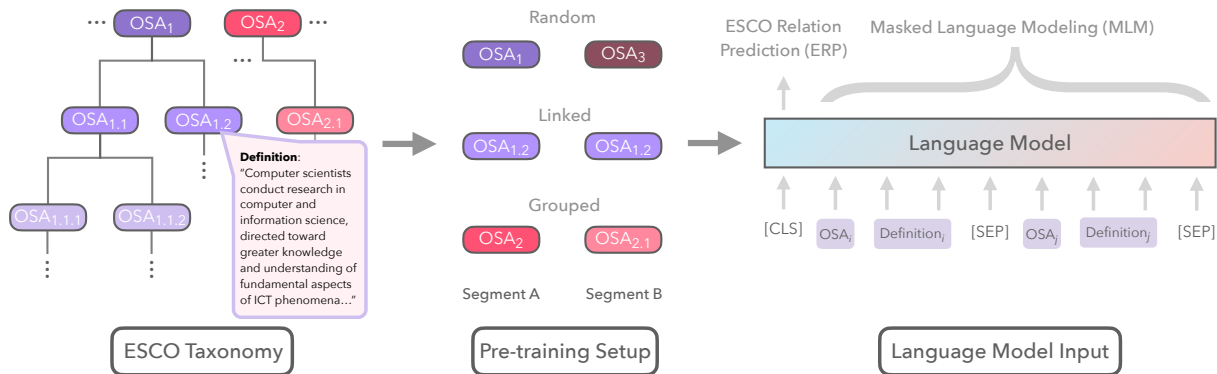 ... OSA1 ... OSA2 ...
...
OSA1.1 OSA1.2 OSA2.1
Definition:
“Computer scientists
conduct research in
computer and
information science,
directed toward
greater knowledge
and understanding of
fundamental aspects
of ICT phenomena...”
OSA1.1.1 OSA1.1.2
ESCO Taxonomy
Random
OSA1 OSA3
Linked
OSA1.2 OSA1.2
Grouped
OSA2 OSA2.1
Segment A Segment B
Pre-training Setup
ESCO Relation
Prediction (ERP)
Masked Language Modeling (MLM)
Language Model
[CLS] OSAi Definitioni [SEP] OSAj Definitionj [SEP]
Language Model Input